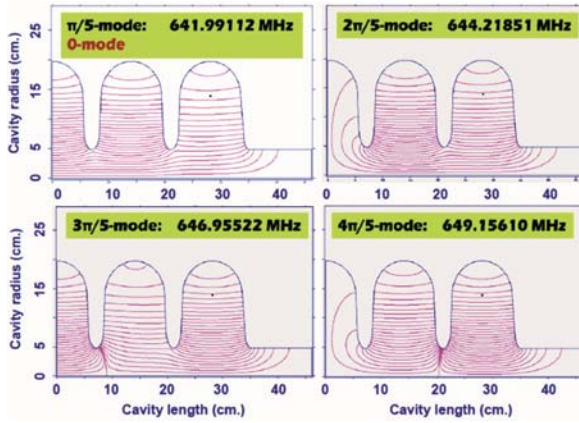 π/5-mode: 641.99112 MHz
0-mode
2π/5-mode: 644.21851 MHz
Cavity radius (cm.)
25
15
5
0
0 10 20 30 40
0 10 20 30 40
3π/5-mode: 646.95522 MHz
4π/5-mode: 649.15610 MHz
Cavity radius (cm.)
25
15
5
0
0 10 20 30 40
0 10 20 30 40
Cavity length (cm.)
Cavity length (cm.)